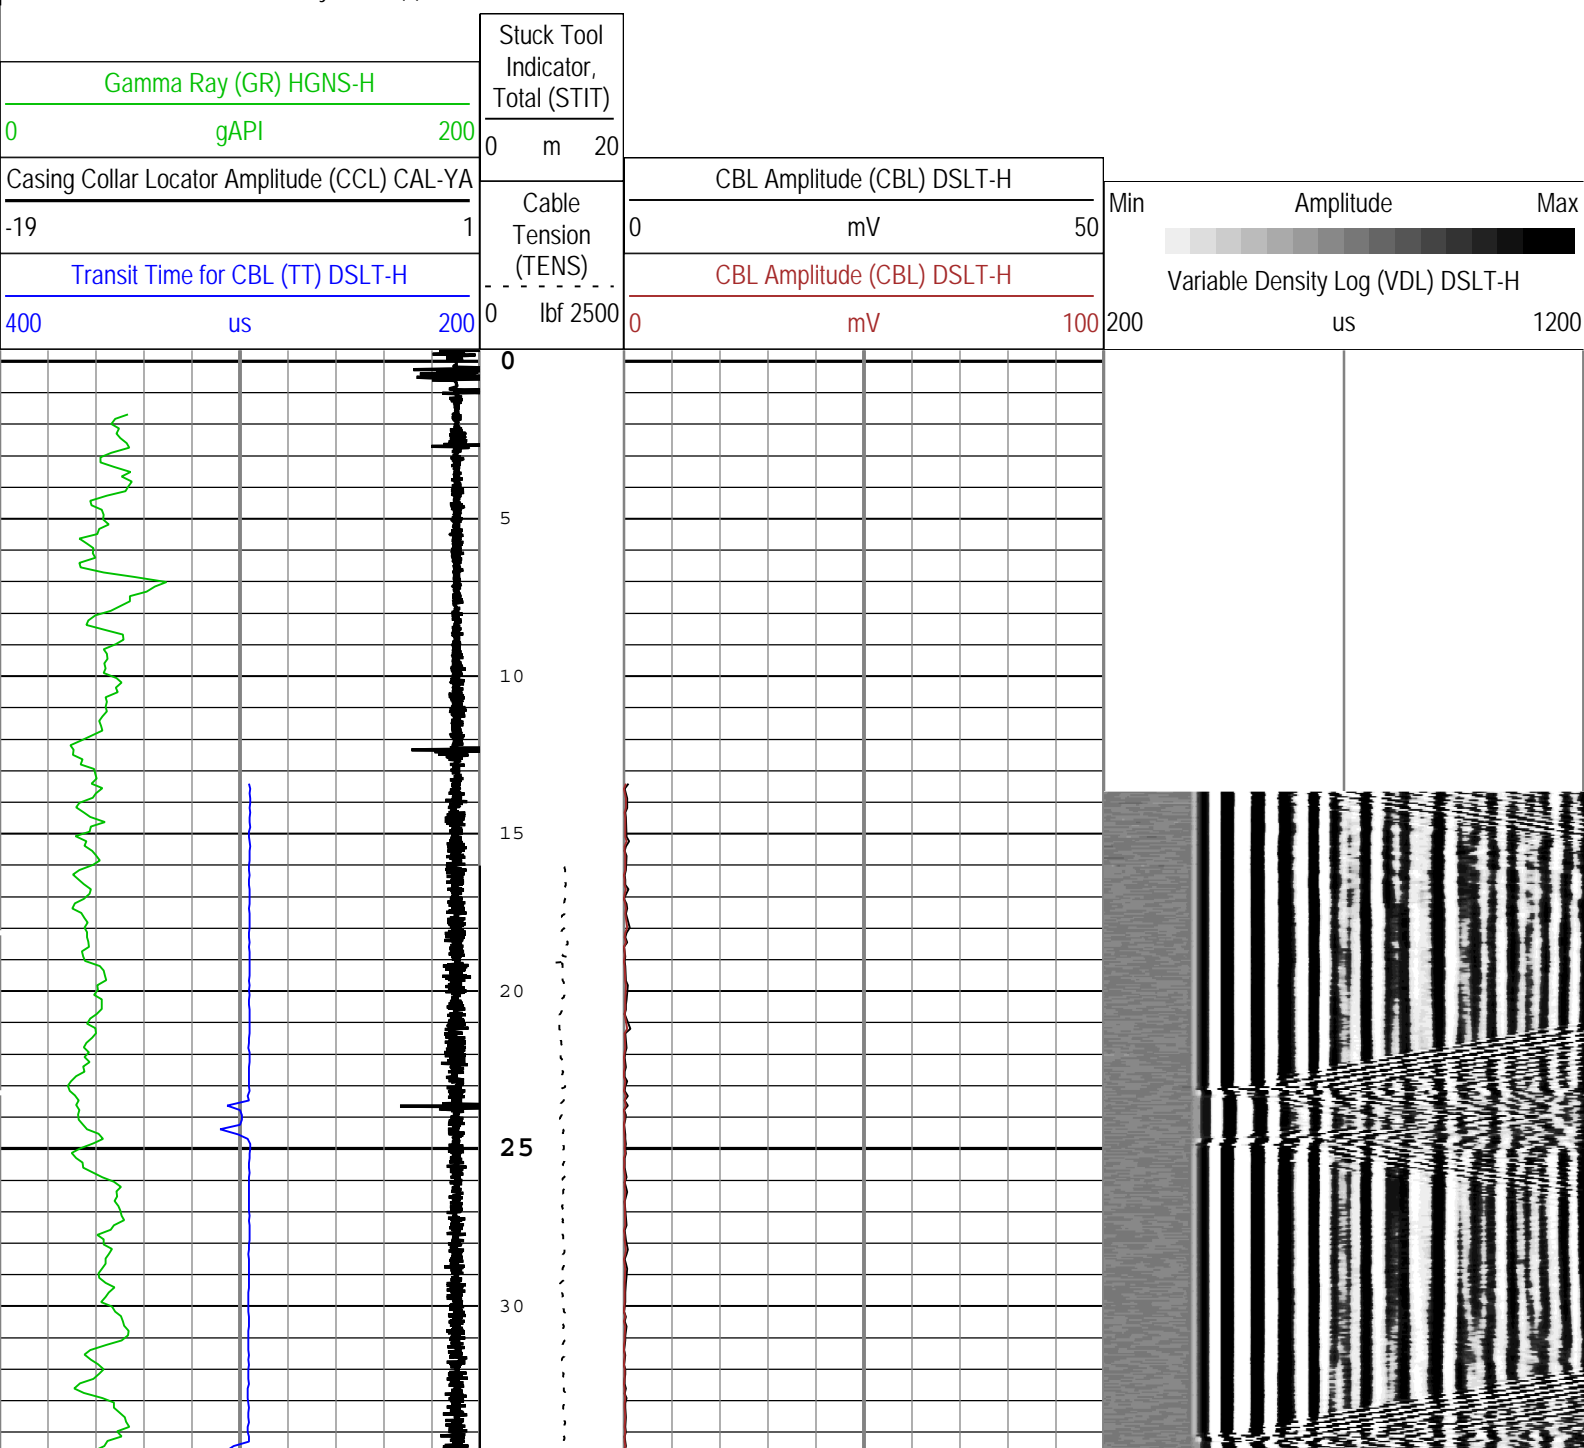 Stuck Tool
Indicator,
Total (STIT)
0 m 20
Gamma Ray (GR) HGNS-H
0 gAPI 200
Casing Collar Locator Amplitude (CCL) CAL-YA
-19 1
Transit Time for CBL (TT) DSLT-H
400 us 200
Cable
Tension
(TENS)
0 lbf 2500
CBL Amplitude (CBL) DSLT-H
0 mV 50
CBL Amplitude (CBL) DSLT-H
0 mV 100
Min Amplitude Max
Variable Density Log (VDL) DSLT-H
200 us 1200
0
5
10
15
20
25
30